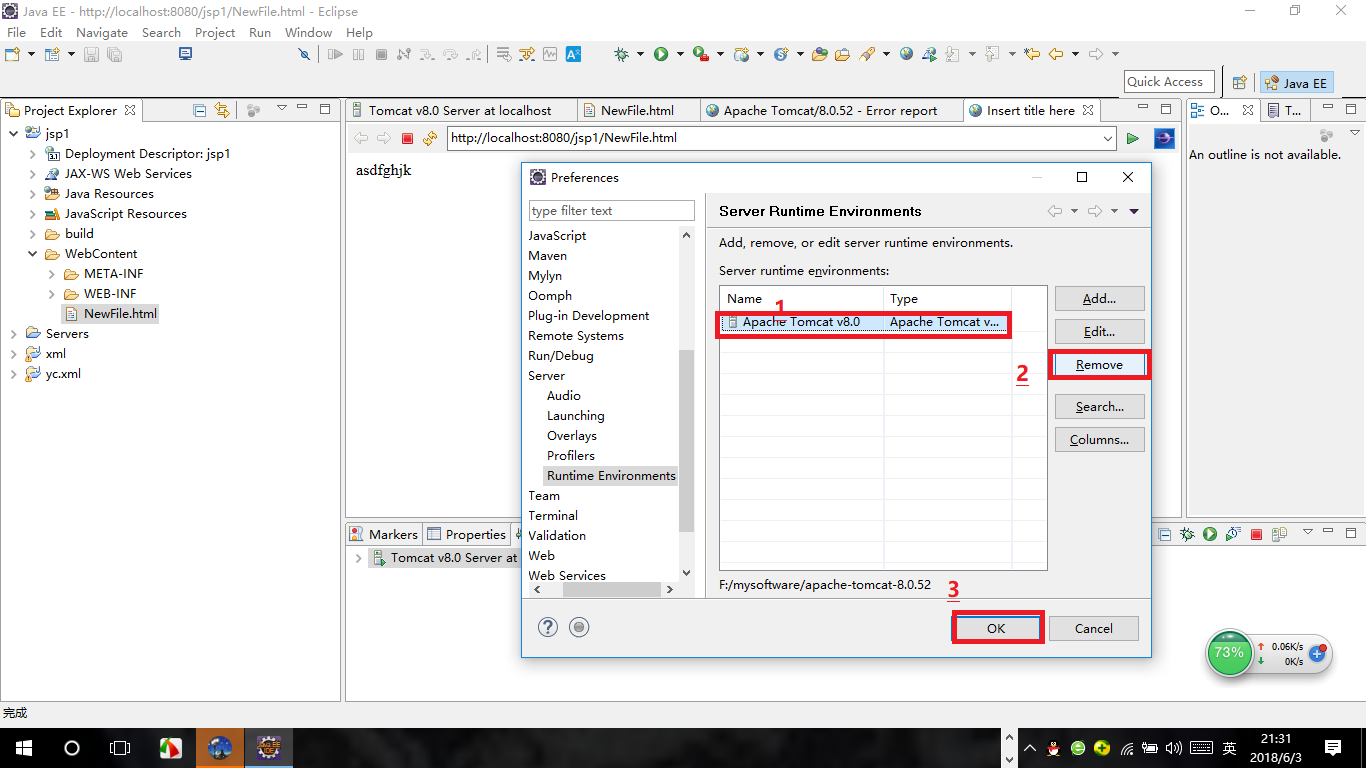 Java EE - http://localhost:8080/jsp1/NewFile.html - Eclipse
File Edit Navigate Search Project Run Window Help
Quick Access
Java EE
Project Explorer
Tomcat v8.0 Server at localhost
NewFile.html
Apache Tomcat/8.0.52 - Error report
Insert title here
O...
T...
http://localhost:8080/jsp1/NewFile.html
An outline is not available.
asdfghjk
jsp1
Deployment Descriptor: jsp1
JAX-WS Web Services
Java Resources
JavaScript Resources
build
WebContent
META-INF
WEB-INF
NewFile.html
Servers
xml
yc.xml
Preferences
type filter text
JavaScript
Maven
Mylyn
Oomph
Plug-in Development
Remote Systems
Run/Debug
Server
Audio
Launching
Overlays
Profilers
Runtime Environments
Team
Terminal
Validation
Web
Web Services
Server Runtime Environments
Add, remove, or edit server runtime environments.
Server runtime environments:
Name Type
1
Apache Tomcat v8.0 Apache Tomcat v...
Add...
Edit...
2
Remove
Search...
Columns...
F:/mysoftware/apache-tomcat-8.0.52
3
OK
Cancel
Markers
Properties
Tomcat v8.0 Server at
73%
0.06K/s
0K/s
完成
英
21:31
2018/6/3